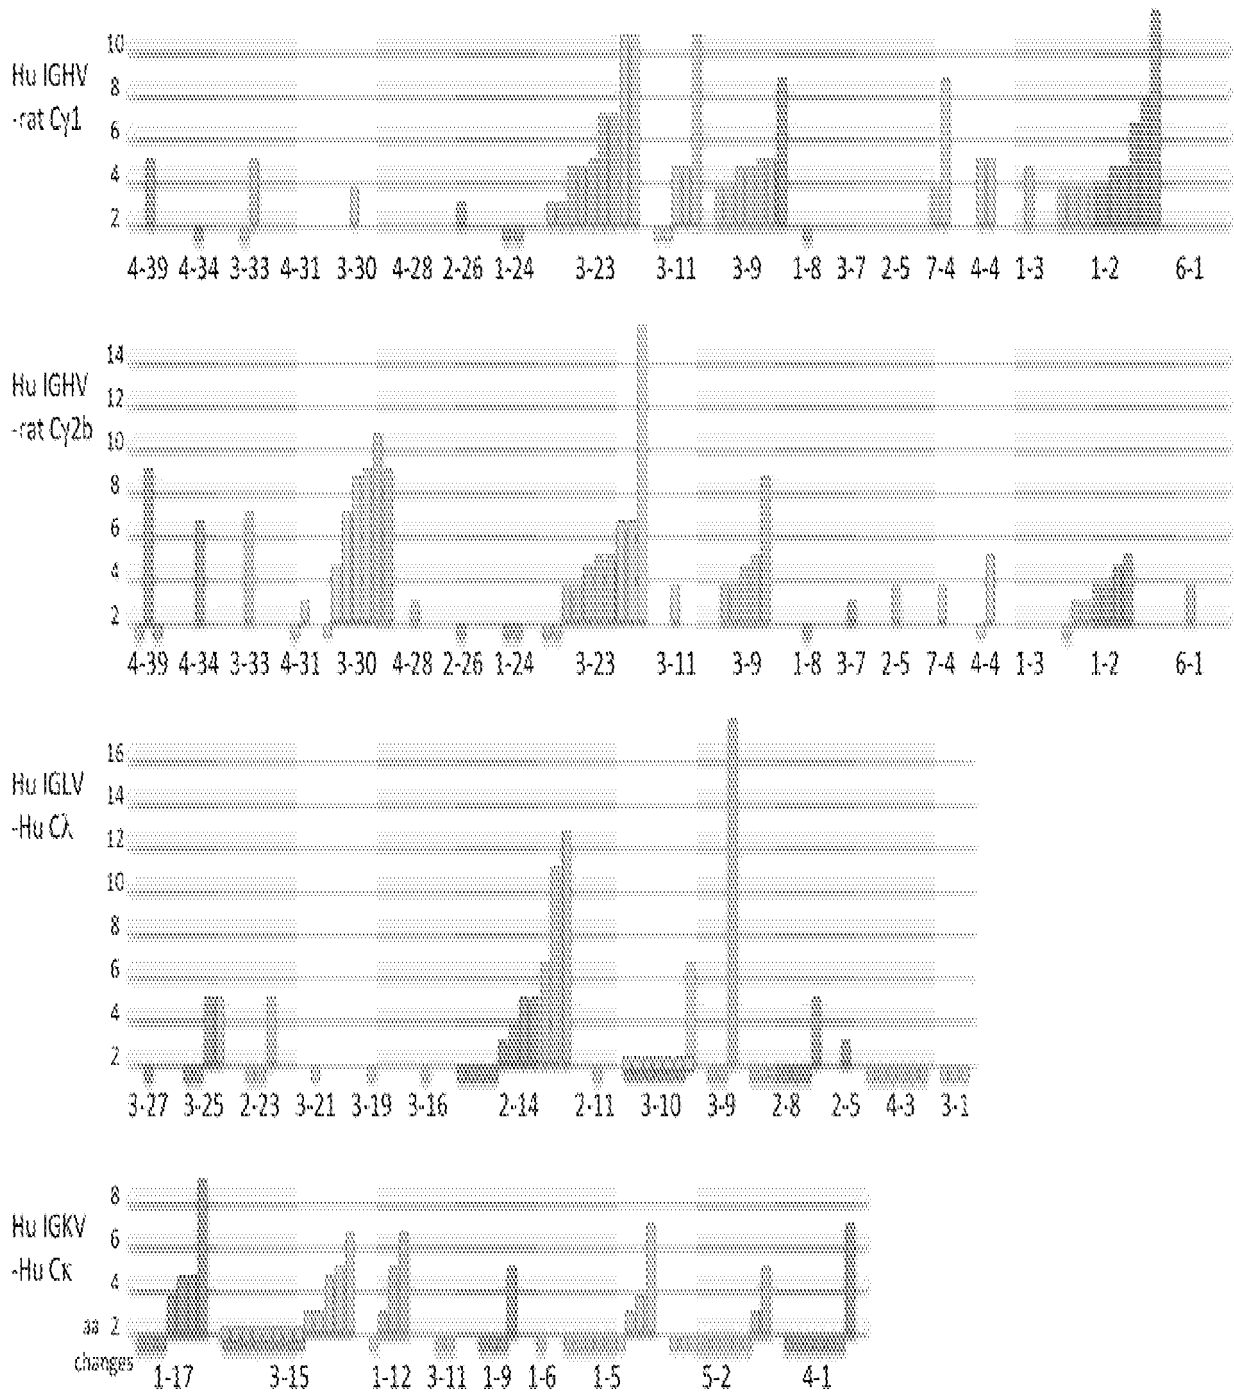 10
Hu IGHV
8
-rat Cγ1
6
4
2
4-39 4-34 3-33 4-31 3-30 4-28 2-26 1-24 3-23 3-11 3-9 1-8 3-7 2-5 7-4 4-4 1-3 1-2 6-1
14
Hu IGHV
12
-rat Cγ2b
10
8
6
4
2
4-39 4-34 3-33 4-31 3-30 4-28 2-26 1-24 3-23 3-11 3-9 1-8 3-7 2-5 7-4 4-4 1-3 1-2 6-1
16
Hu IGLV
14
-Hu Cλ
12
10
8
6
4
2
3-27 3-25 2-23 3-21 3-19 3-16 2-14 2-11 3-10 3-9 2-8 2-5 4-3 3-1
8
Hu IGKV
6
-Hu Cκ
4
aa 2
changes
1-17 3-15 1-12 3-11 1-9 1-6 1-5 5-2 4-1